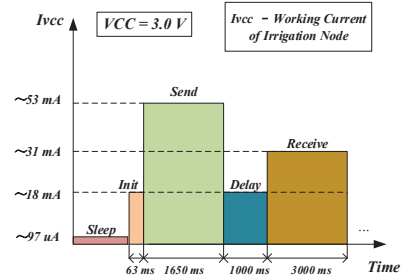 Ivcc
VCC = 3.0 V
Ivcc – Working Current
of Irrigation Node
~53 mA
Send
~31 mA
Receive
~18 mA
Init
Delay
~97 uA
Sleep
...
Time
63 ms
1650 ms
1000 ms
3000 ms